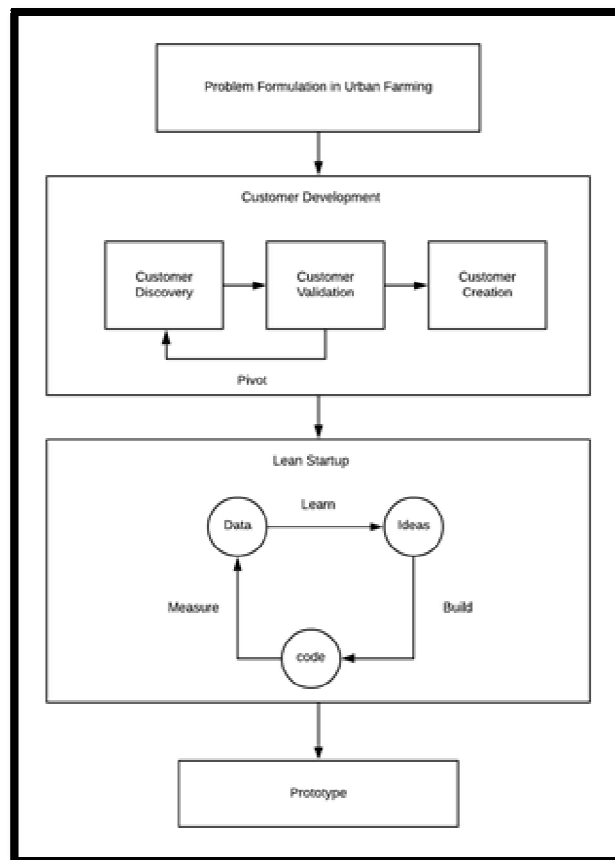 Problem Formulation in Urban Farming
Customer Development
Customer
Discovery
Customer
Validation
Customer
Creation
Pivot
Lean Startup
Learn
Data
Ideas
Measure
Build
code
Prototype